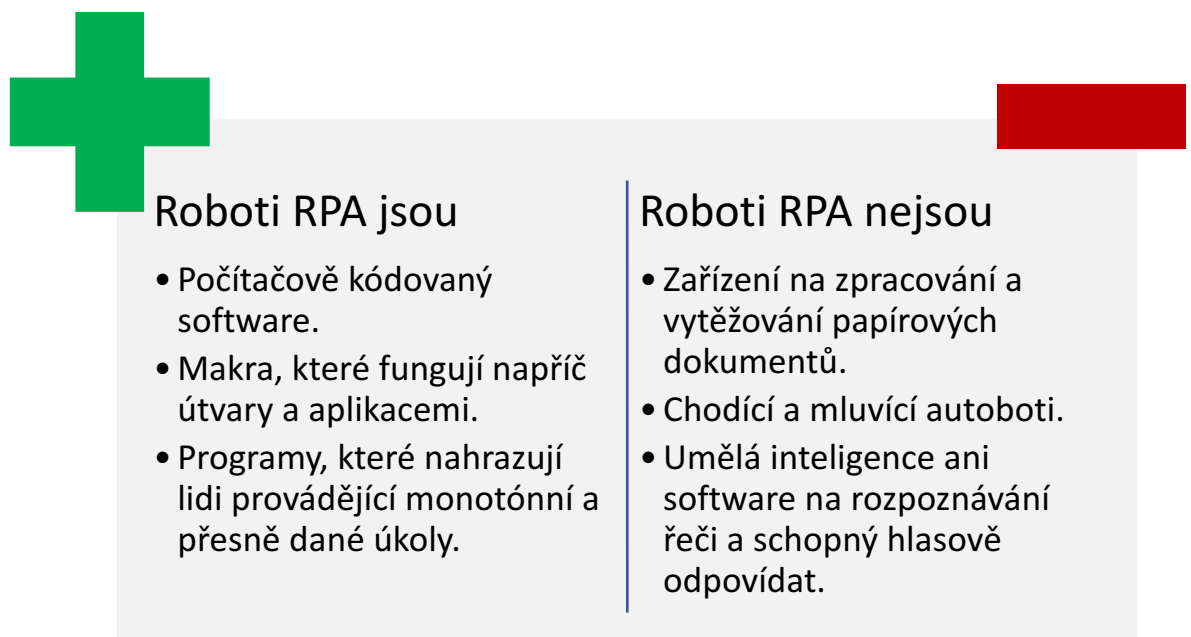 Roboti RPA jsou
• Počítačově kódovaný
software.
• Makra, které fungují napříč
útvary a aplikacemi.
• Programy, které nahrazují
lidi provádějící monotónní a
přesně dané úkoly.
Roboti RPA nejsou
• Zařízení na zpracování a
vytěžování papírových
dokumentů.
• Chodící a mluvící autoboti.
• Umělá inteligence ani
software na rozpoznávání
řeči a schopný hlasově
odpovídat.